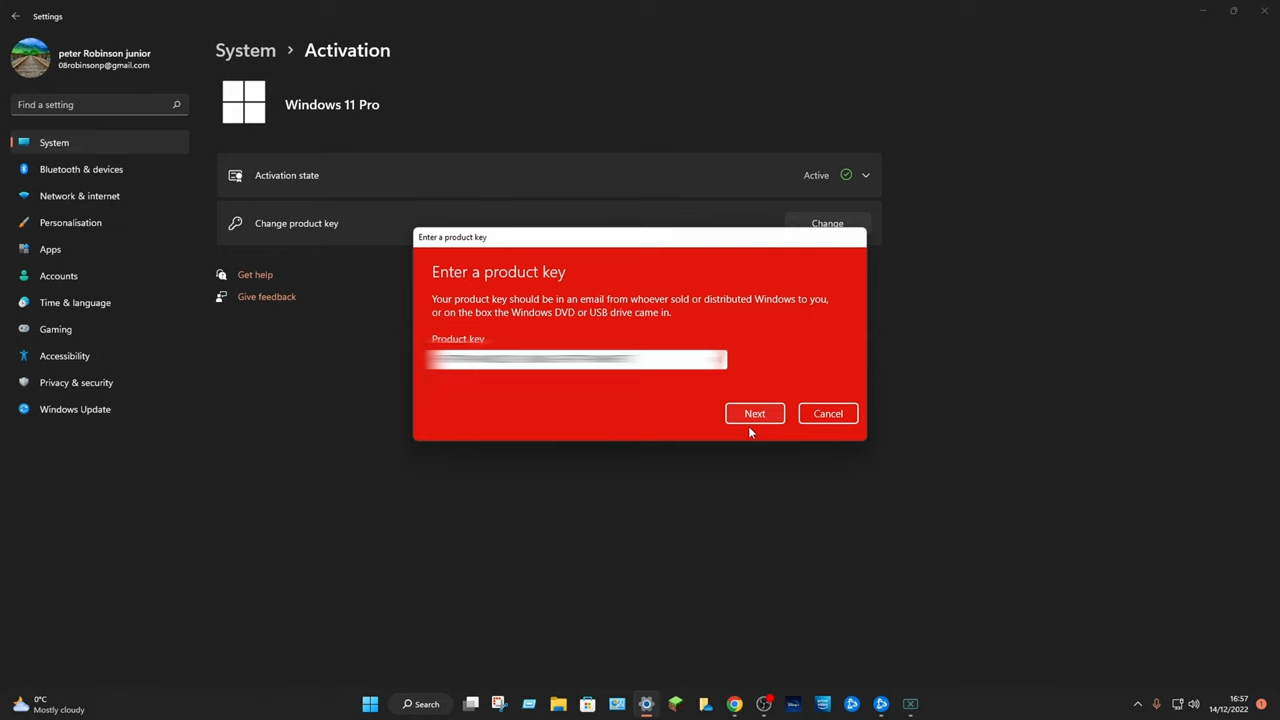 Settings
peter Robinson junior
08robinsonp@gmail.com
Find a setting
System
Bluetooth & devices
Network & internet
Personalisation
Apps
Accounts
Time & language
Gaming
Accessibility
Privacy & security
Windows Update
System > Activation
Windows 11 Pro
Activation state
Active
Change product key
Change
Get help
Give feedback
Enter a product key
Enter a product key
Your product key should be in an email from whoever sold or distributed Windows to you,
or on the box the Windows DVD or USB drive came in.
Product key
Next
Cancel
0°C
Mostly cloudy
Search
16:57
14/12/2022
1